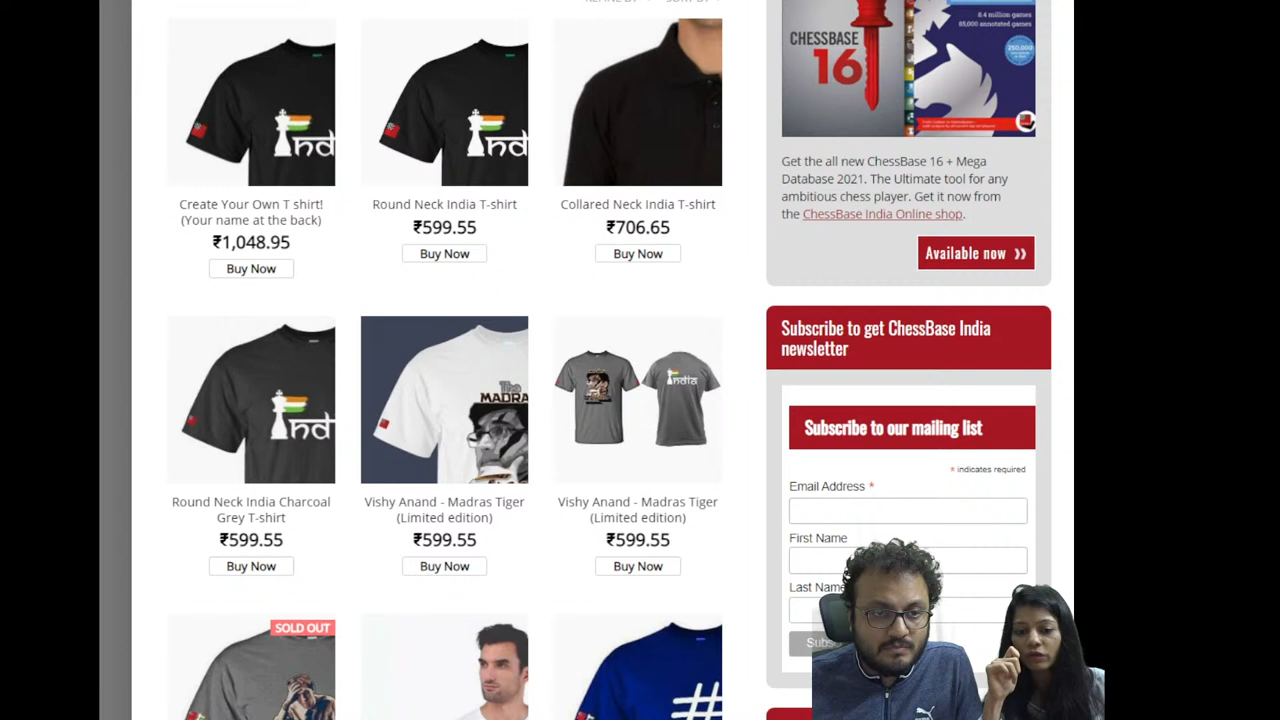 8.4 million games
85,000 annotated games
250,000
CHESSBASE
16
Ind
Ind
Create Your Own T shirt!
(Your name at the back)
₹1,048.95
Buy Now
Round Neck India T-shirt
₹599.55
Buy Now
Collared Neck India T-shirt
₹706.65
Buy Now
Get the all new ChessBase 16 + Mega
Database 2021. The Ultimate tool for any
ambitious chess player. Get it now from
the ChessBase India Online shop.
Available now »
Subscribe to get ChessBase India
newsletter
Subscribe to our mailing list
* indicates required
Email Address *
First Name
Last Name
Subs
Ind
The
MADRA
India
Round Neck India Charcoal
Grey T-shirt
₹599.55
Buy Now
Vishy Anand - Madras Tiger
(Limited edition)
₹599.55
Buy Now
Vishy Anand - Madras Tiger
(Limited edition)
₹599.55
Buy Now
SOLD OUT
#